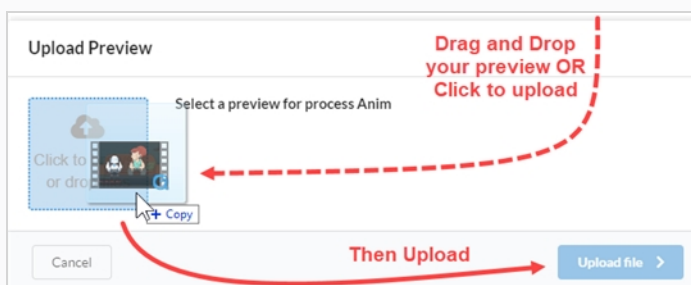 Upload Preview
Drag and Drop
your preview OR
Click to upload
Select a preview for process Anim
Click to
or dro
+ Copy
Then Upload
Cancel
Upload file